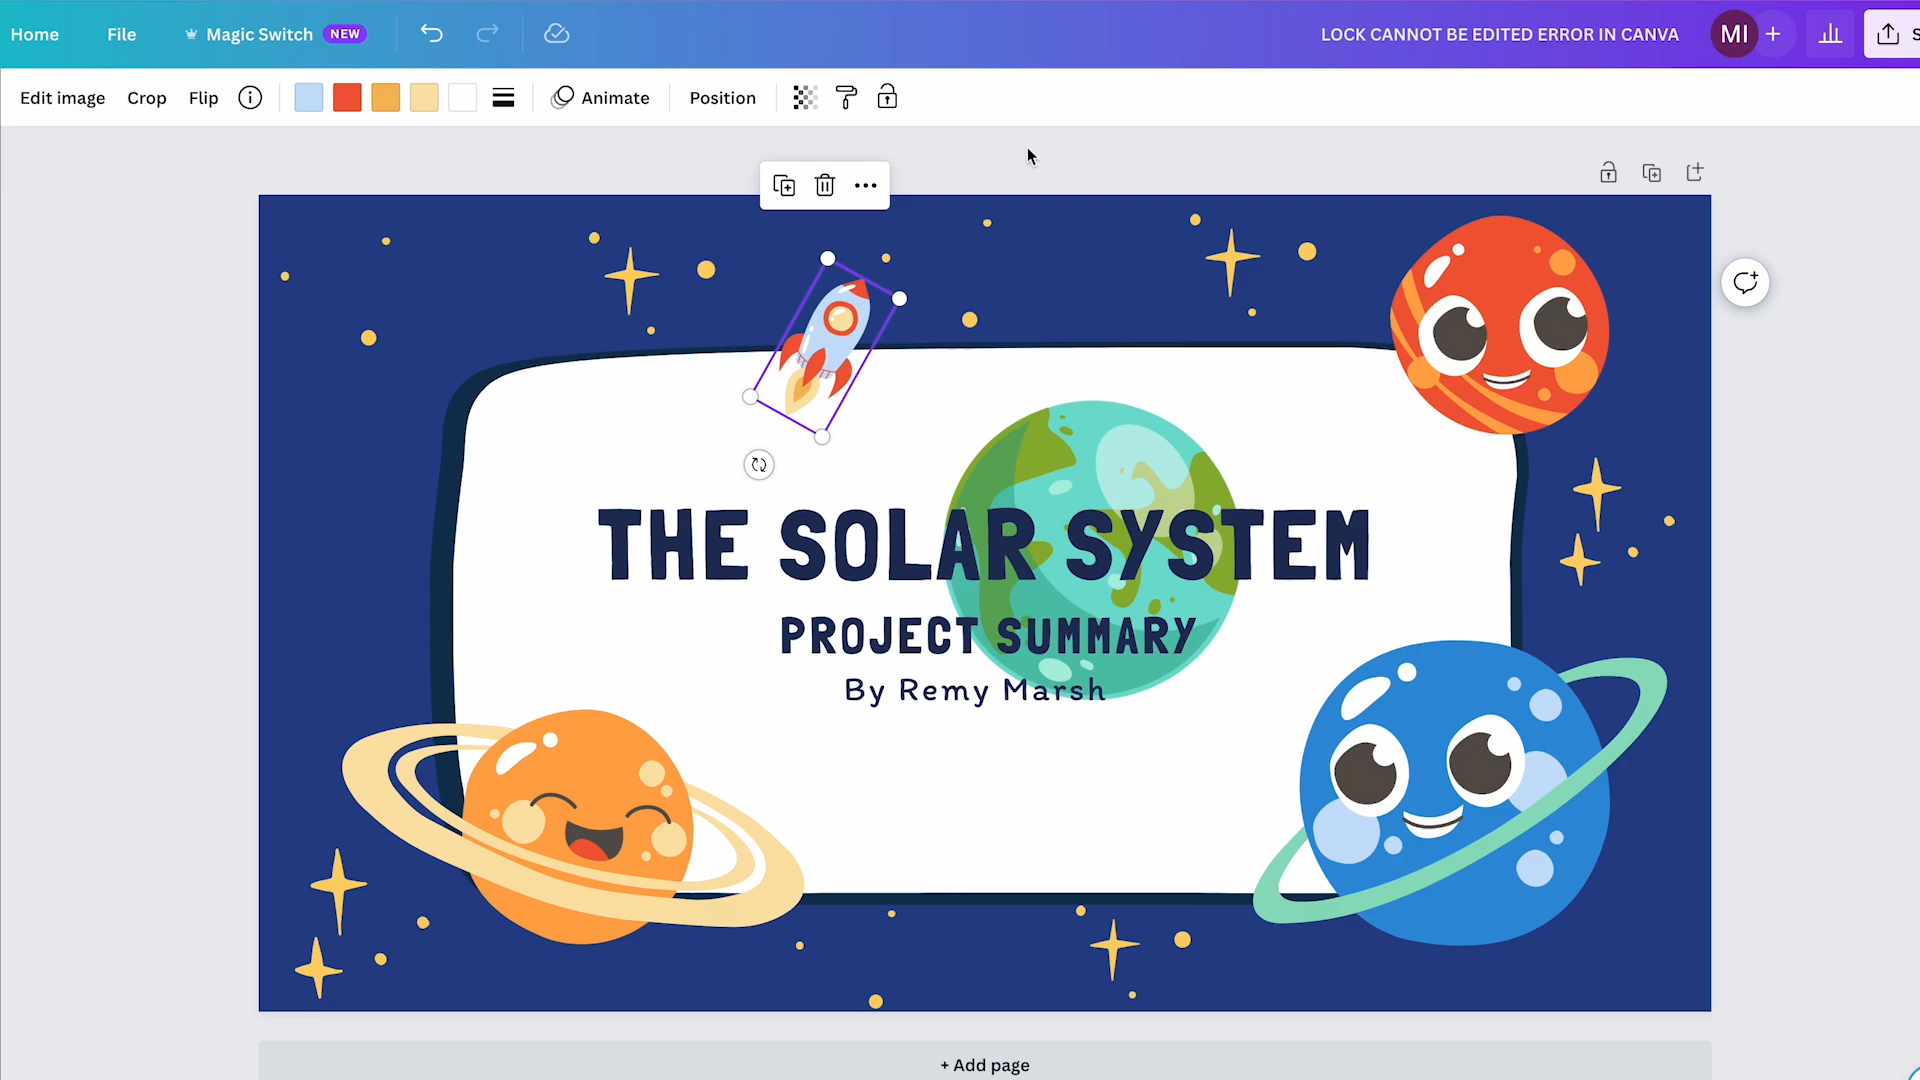 Home File Magic Switch NEW LOCK CANNOT BE EDITED ERROR IN CANVA MI + S
Edit image Crop Flip Animate Position
THE SOLAR SYSTEM
PROJECT SUMMARY
By Remy Marsh
+ Add page